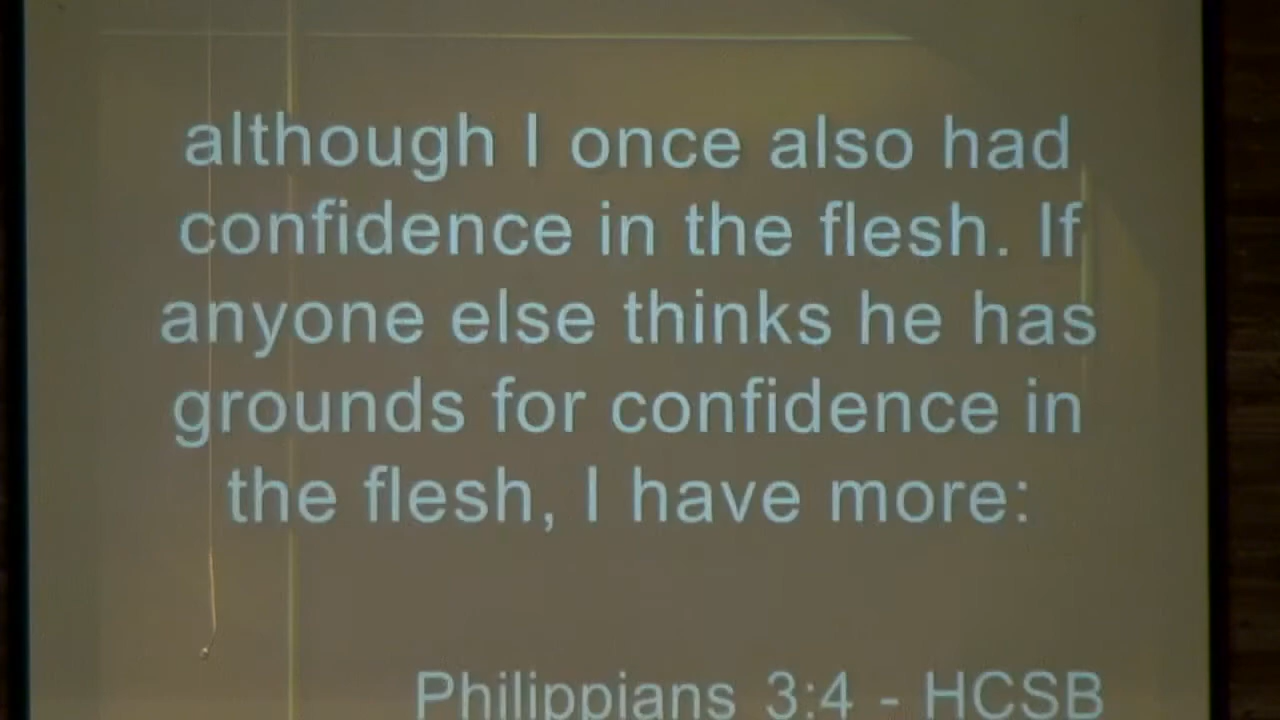 although I once also had
confidence in the flesh. If
anyone else thinks he has
grounds for confidence in
the flesh, I have more:
Philippians 3:4 - HCSB